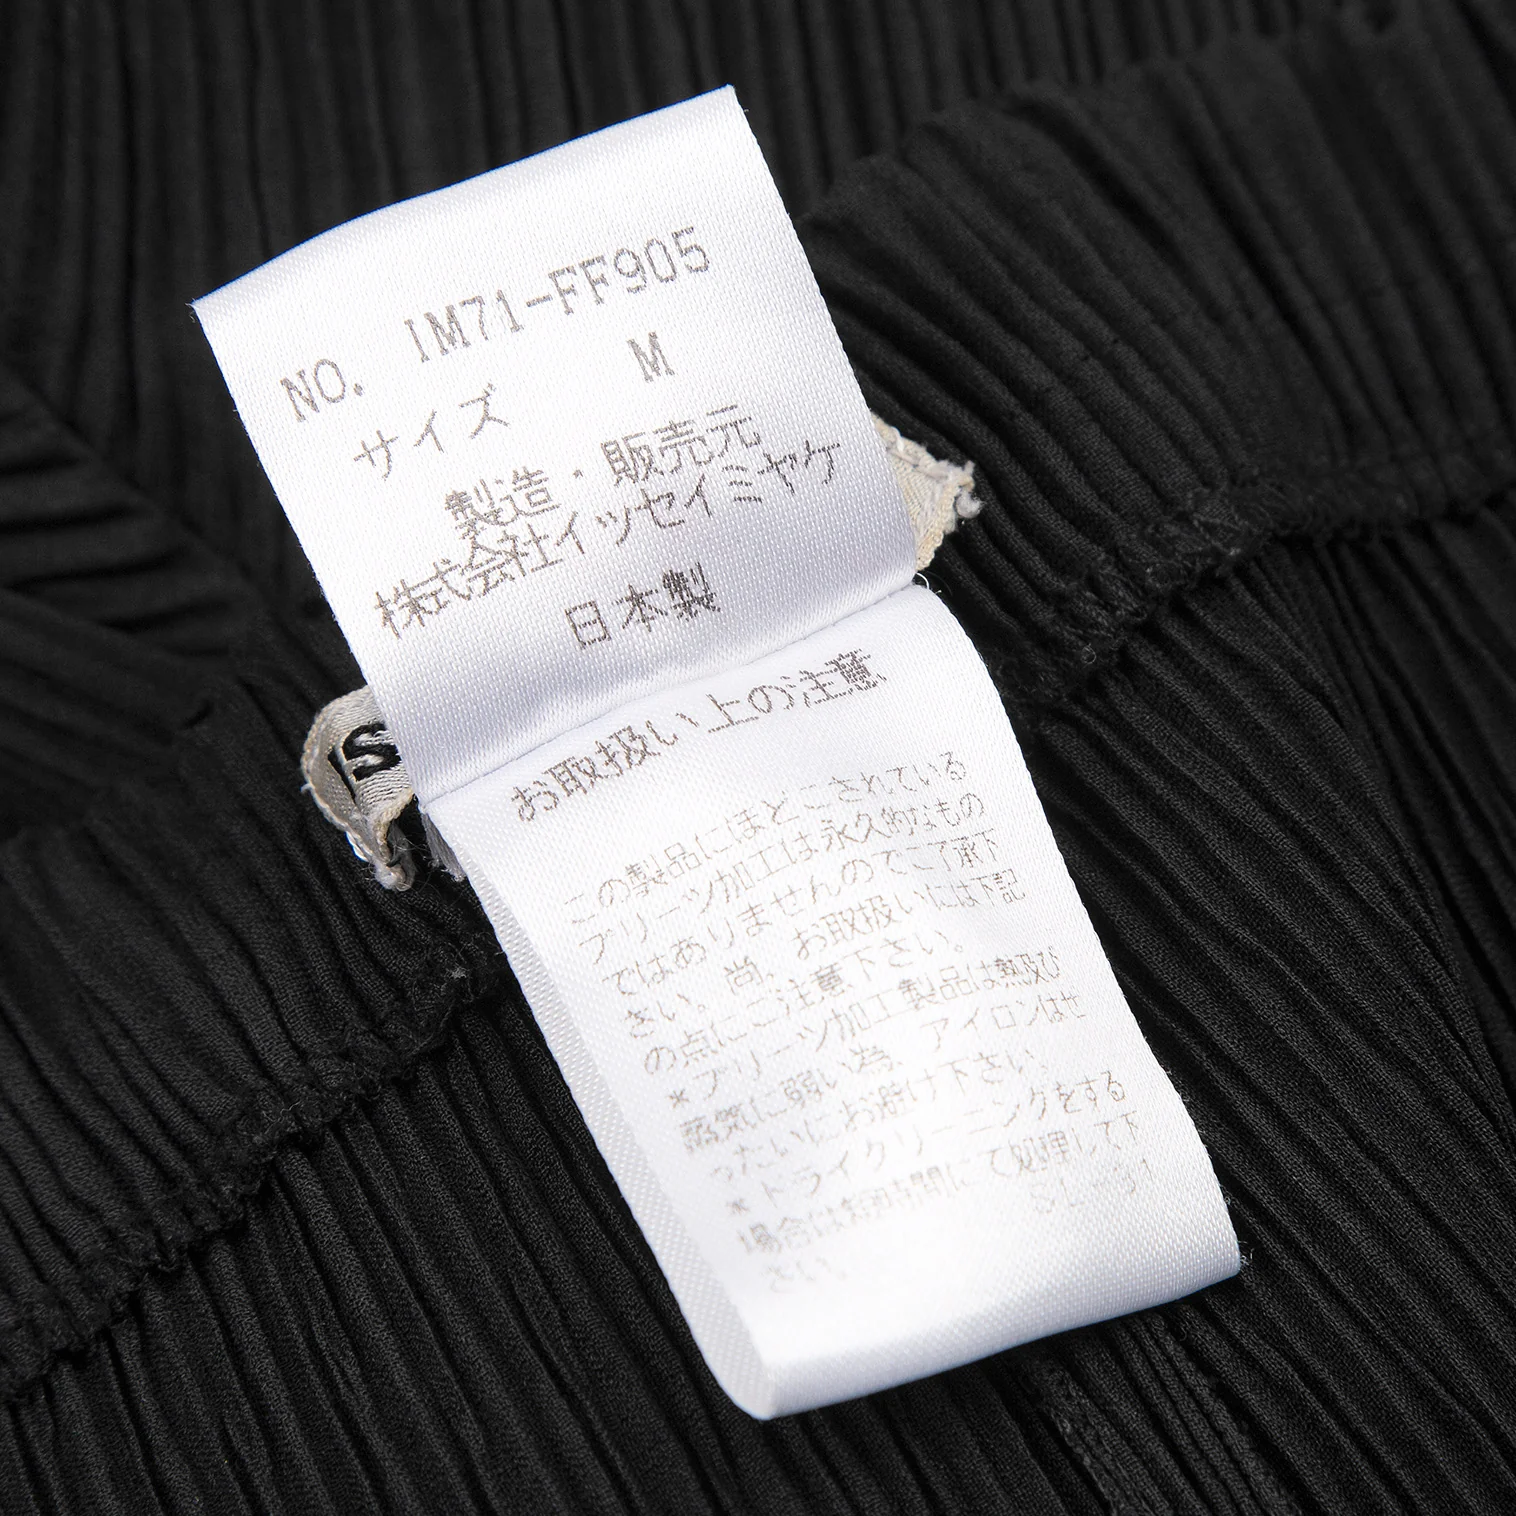 NO. IM71-FF905
サイズ M
製造・販売元
株式会社イッセイミヤケ
日本製
お取扱い上の注意
この製品にほどこされている
プリーツ加工は永久的なもの
ではありませんのでご了承下
さい。尚、お取扱いには下記
の点にご注意下さい。
*プリーツ加工製品は熱及び
蒸気に弱い為、アイロンはぜ
ったいにお避け下さい。
*ドライクリーニングをする
場合は短時間にて処理して下
さい。
SL-31
S